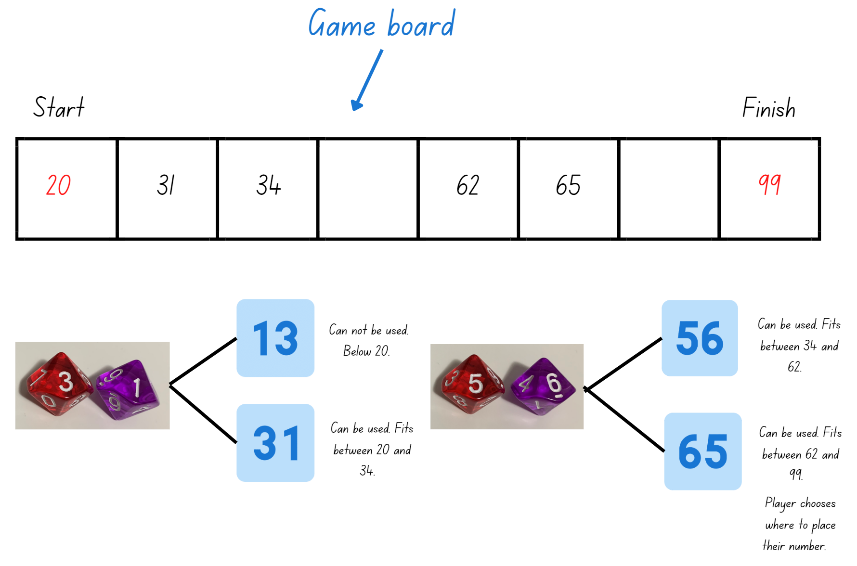 Game board
Start
Finish
20 31 34 62 65 99
3 1
13
Can not be used.
Below 20.
31
Can be used. Fits
between 20 and
34.
5 6
56
Can be used. Fits
between 34 and
62.
65
Can be used. Fits
between 62 and
99.
Player chooses
where to place
their number.